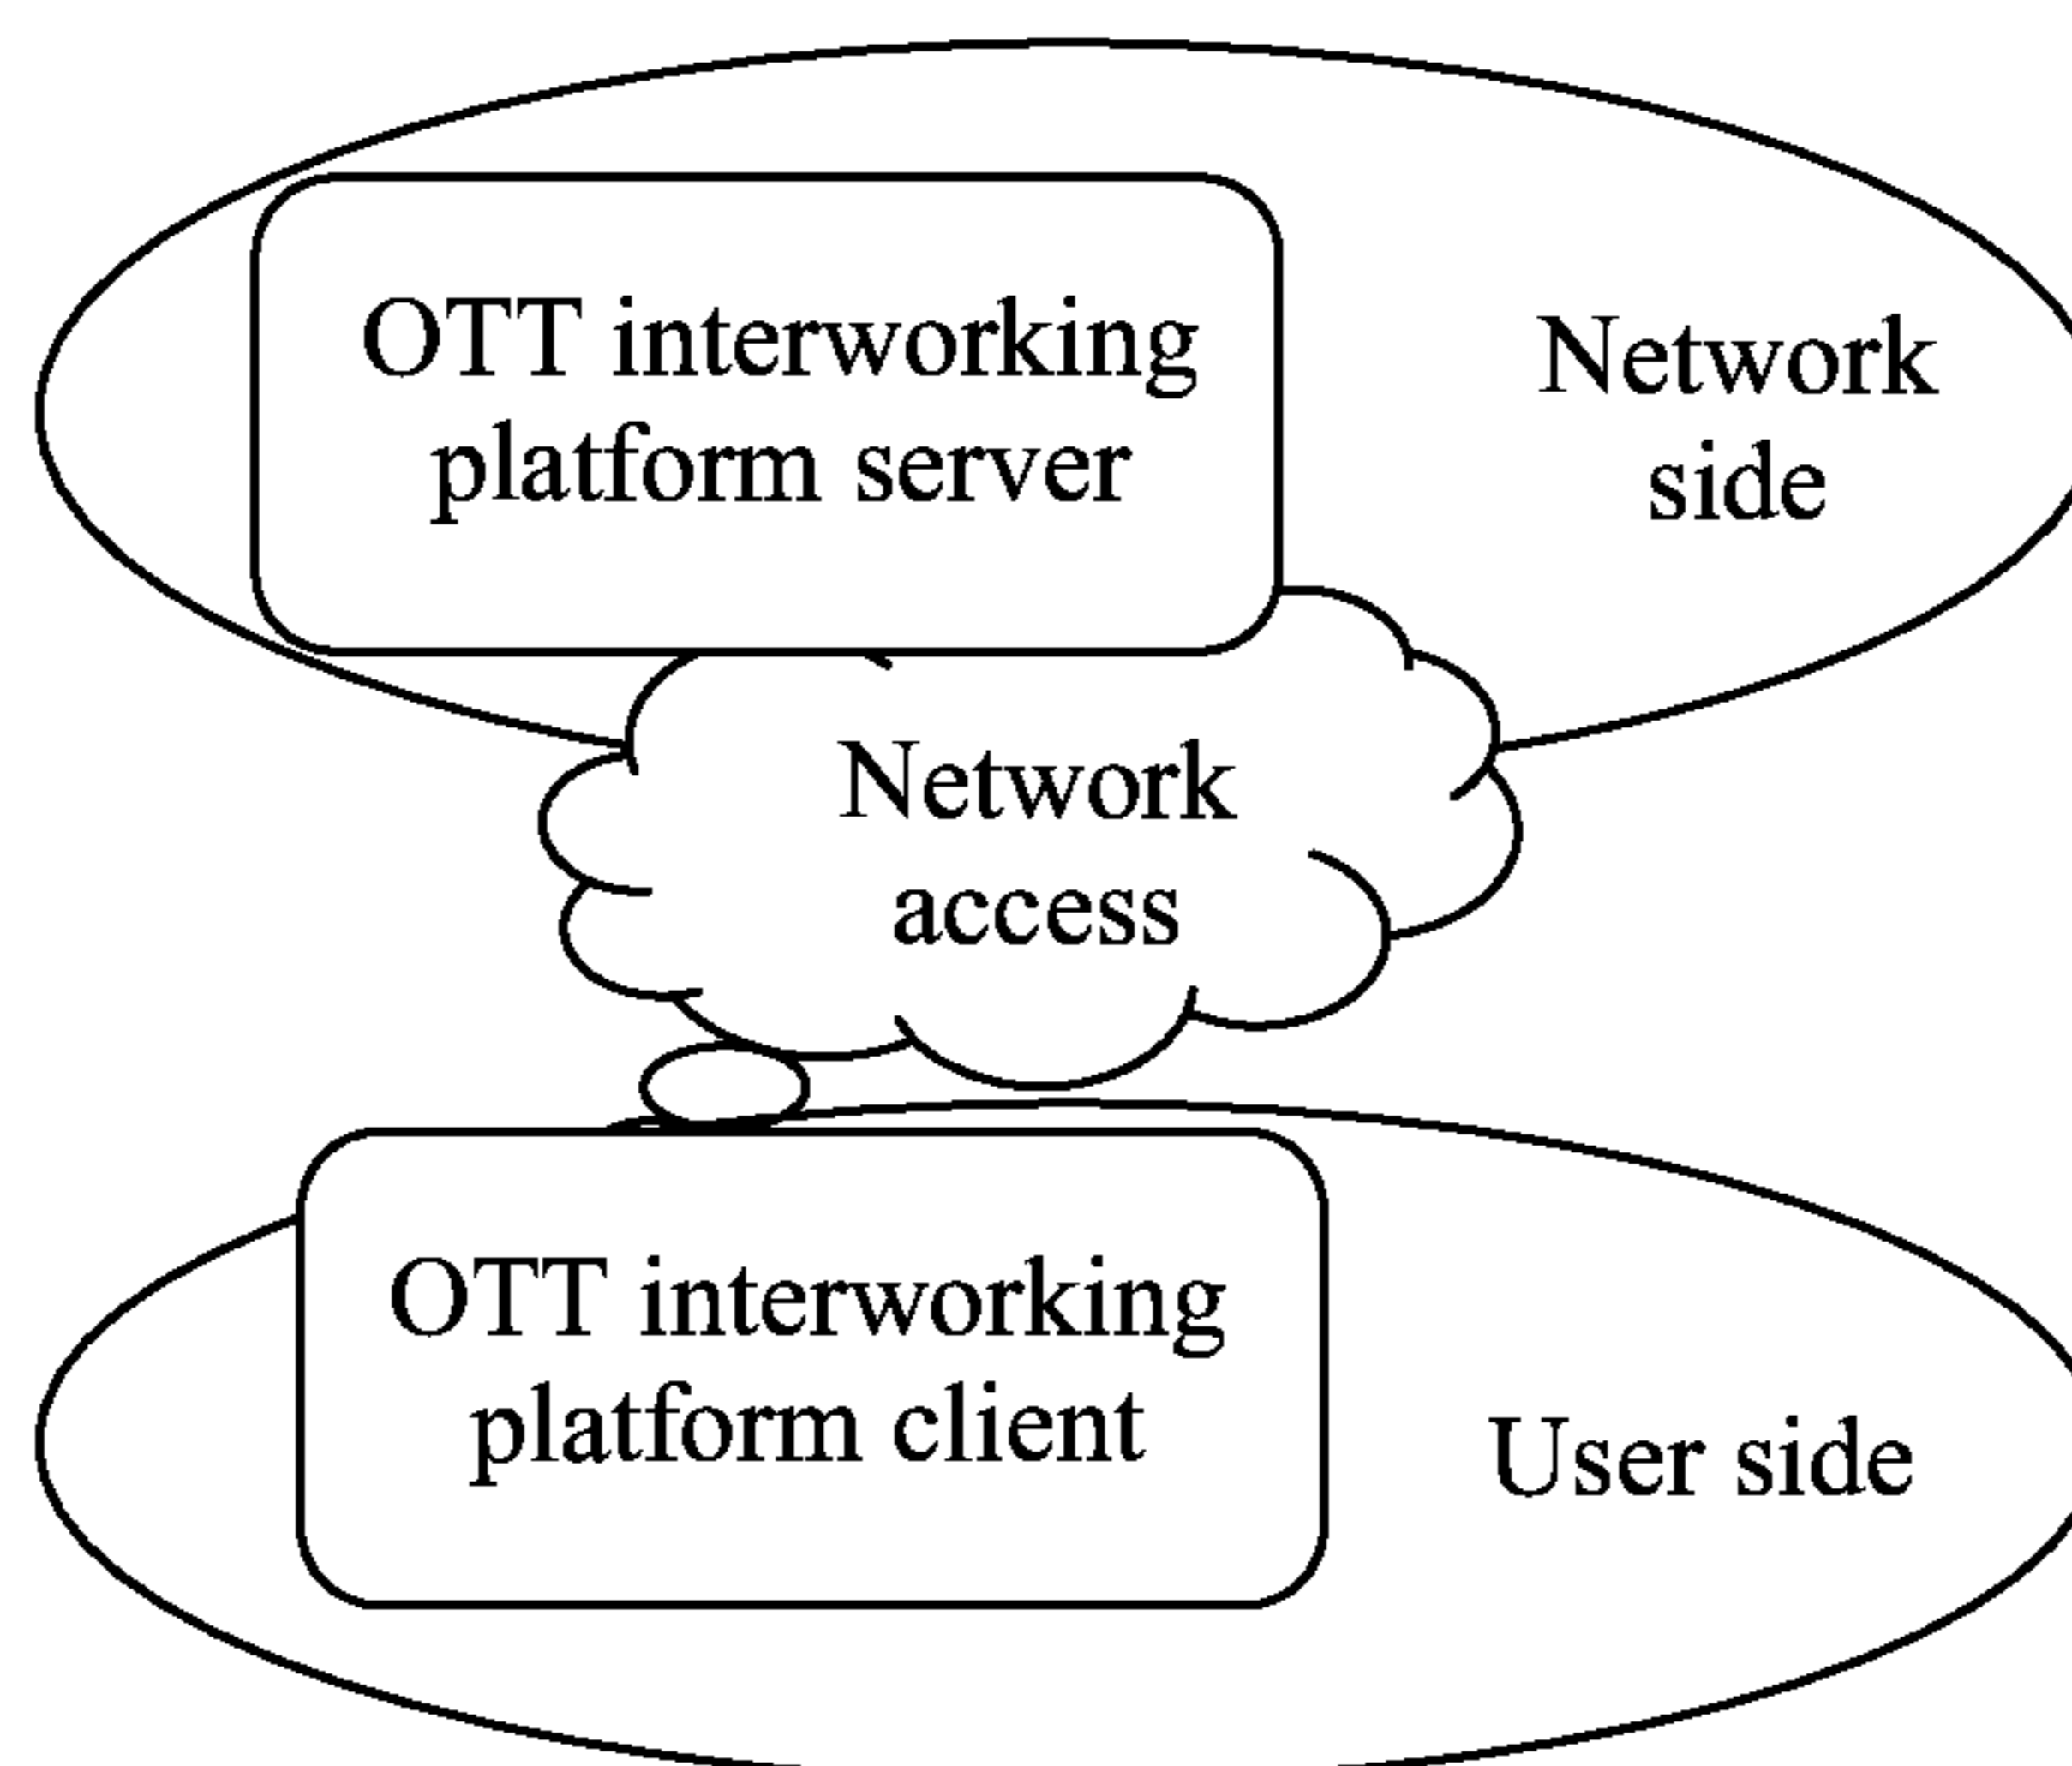 OTT interworking
platform server
Network
side
Network
access
OTT interworking
platform client
User side